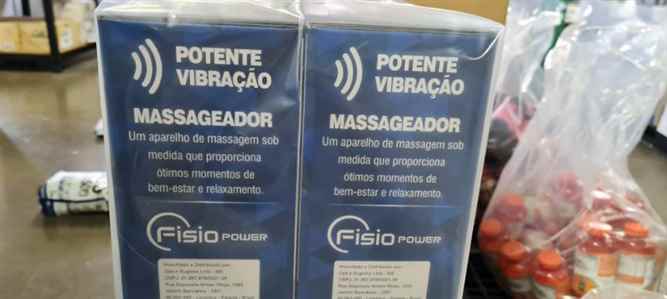 POTENTE
VIBRAÇÃO
MASSAGEADOR
Um aparelho de massagem sob
medida que proporciona
ótimos momentos de
bem-estar e relaxamento.
Fisio POWER
POTENTE
VIBRAÇÃO
MASSAGEADOR
Um aparelho de massagem sob
medida que proporciona
ótimos momentos de
bem-estar e relaxamento.
Fisio POWER